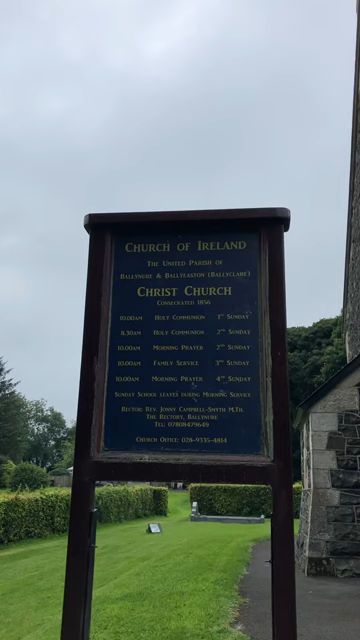 CHURCH OF IRELAND
THE UNITED PARISH OF
BALLYNURE & BALLYEASTON (BALLYCLARE)
CHRIST CHURCH
CONSECRATED 1856
10.00AM HOLY COMMUNION 1ST SUNDAY
8.30AM HOLY COMMUNION 2ND SUNDAY
10.00AM MORNING PRAYER 2ND SUNDAY
10.00AM FAMILY SERVICE 3RD SUNDAY
10.00AM MORNING PRAYER 4TH SUNDAY
SUNDAY SCHOOL LEAVES DURING MORNING SERVICE
RECTOR: REV. JONNY CAMPBELL-SMYTH M.TH.
THE RECTORY, BALLYNURE
TEL: 07808479649
CHURCH OFFICE: 028-9335-4814